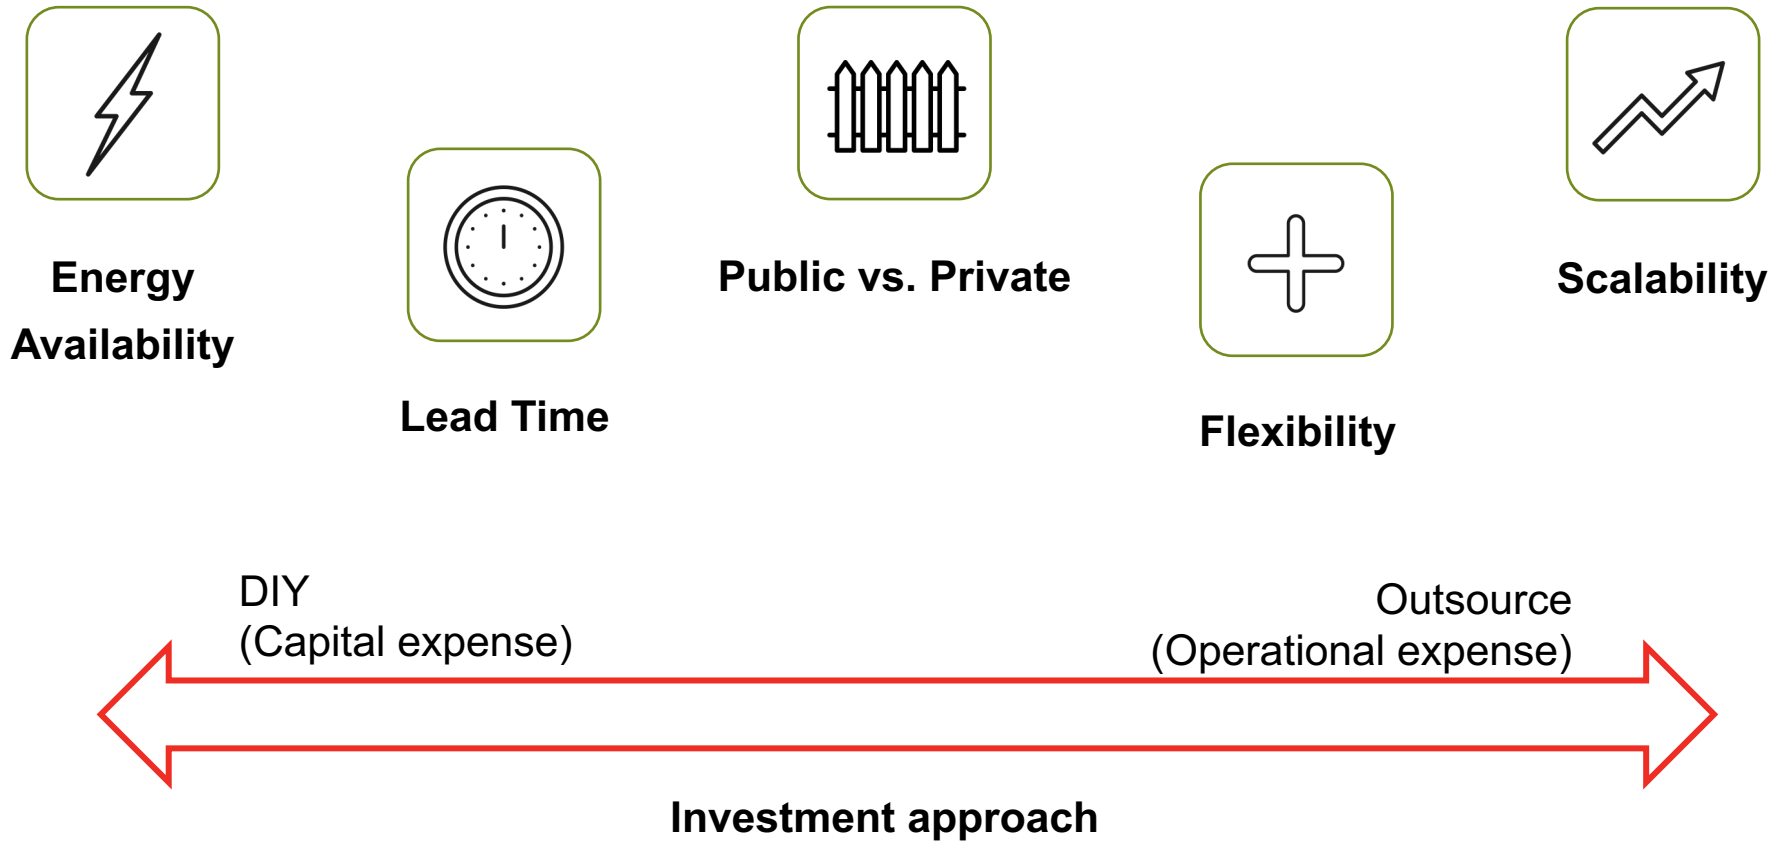 Energy
Availability
Lead Time
Public vs. Private
Flexibility
Scalability
DIY
(Capital expense)
Outsource
(Operational expense)
Investment approach